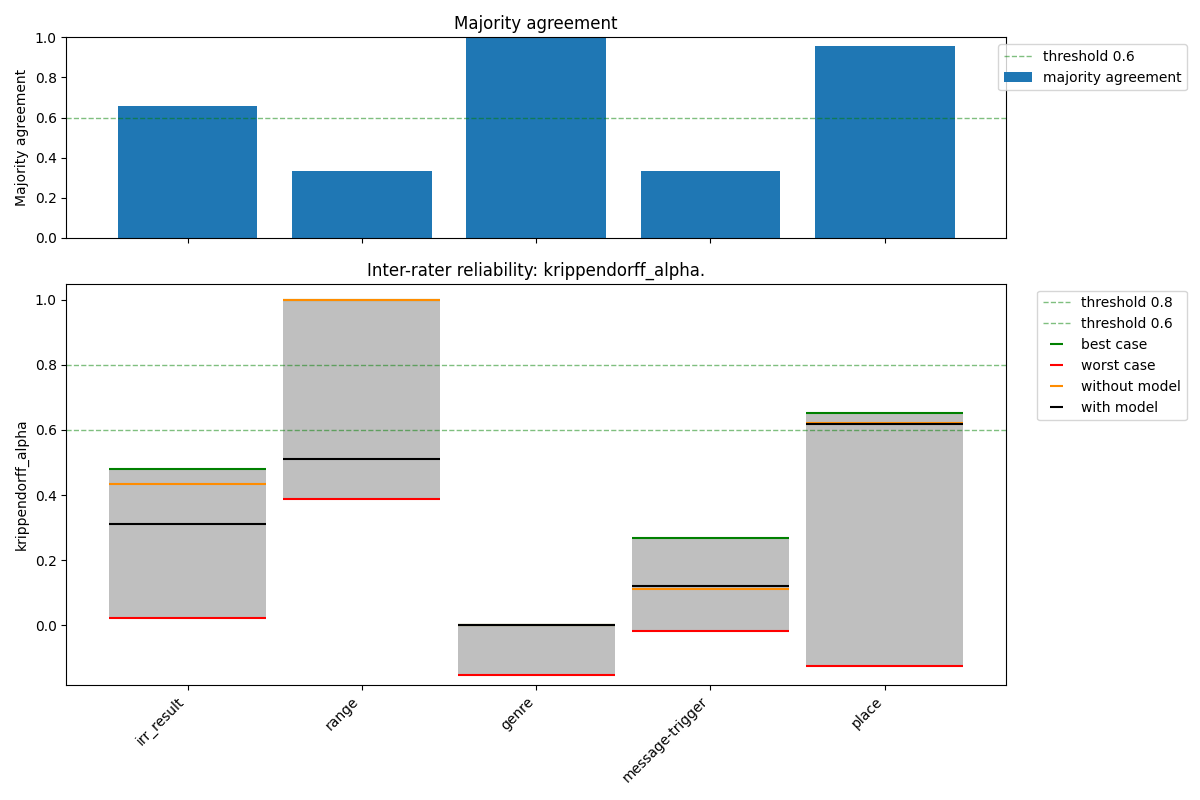 Majority agreement
1.0
0.8
0.6
0.4
0.2
0.0
Majority agreement
threshold 0.6
majority agreement
Inter-rater reliability: krippendorff_alpha.
1.0
0.8
0.6
0.4
0.2
0.0
krippendorff_alpha
threshold 0.8
threshold 0.6
best case
worst case
without model
with model
irr_result
range
genre
message-trigger
place